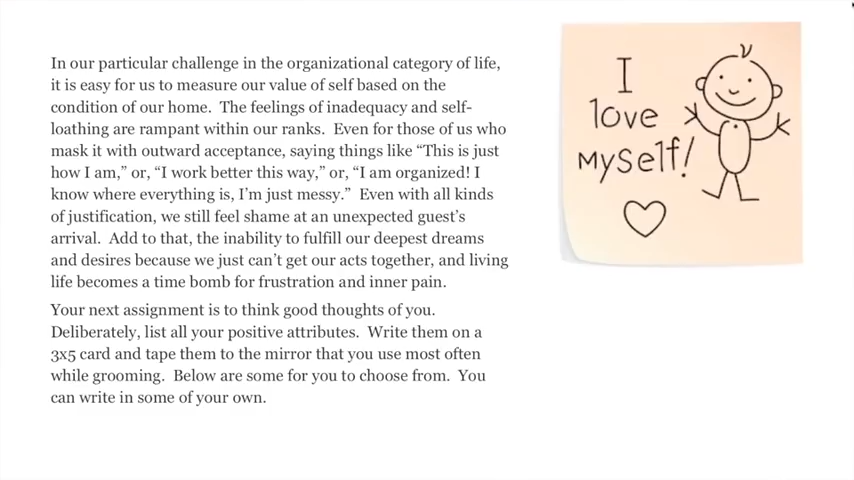 In our particular challenge in the organizational category of life,
it is easy for us to measure our value of self based on the
condition of our home.  The feelings of inadequacy and self-
loathing are rampant within our ranks.  Even for those of us who
mask it with outward acceptance, saying things like “This is just
how I am,” or, “I work better this way,” or, “I am organized! I
know where everything is, I’m just messy.”  Even with all kinds
of justification, we still feel shame at an unexpected guest’s
arrival.  Add to that, the inability to fulfill our deepest dreams
and desires because we just can’t get our acts together, and living
life becomes a time bomb for frustration and inner pain.
Your next assignment is to think good thoughts of you.
Deliberately, list all your positive attributes.  Write them on a
3x5 card and tape them to the mirror that you use most often
while grooming.  Below are some for you to choose from.  You
can write in some of your own.
I
love
myself!